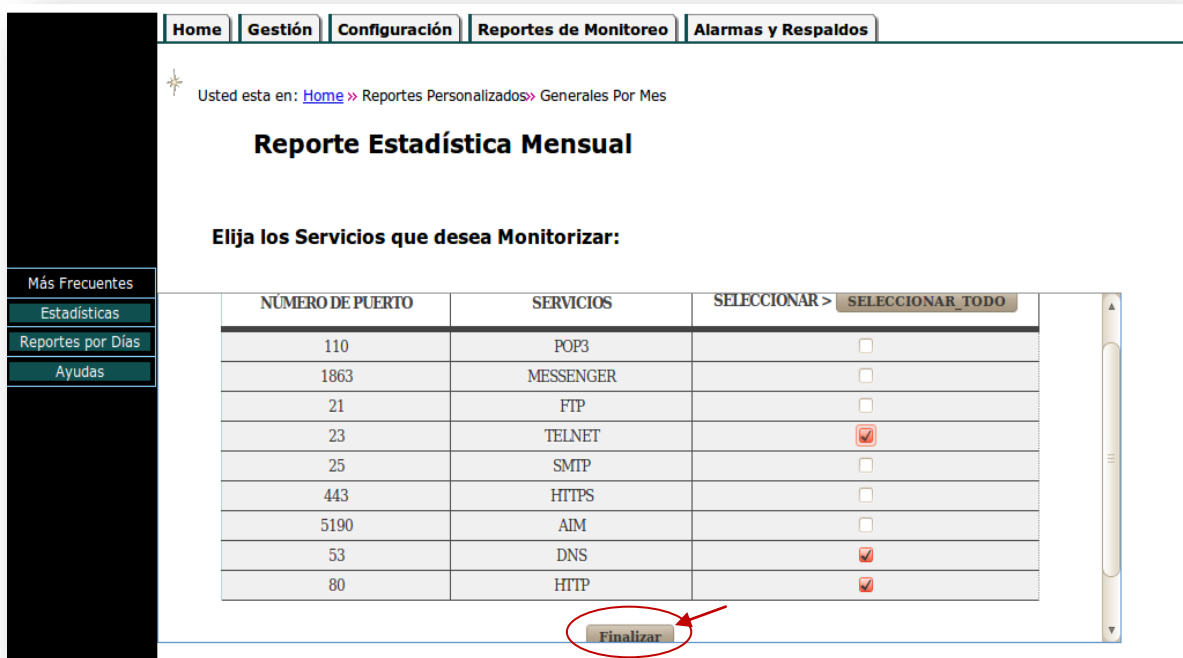 Home Gestión Configuración Reportes de Monitoreo Alarmas y Respaldos
Usted esta en: Home » Reportes Personalizados» Generales Por Mes
Reporte Estadística Mensual
Elija los Servicios que desea Monitorizar:
Más Frecuentes
Estadísticas
Reportes por Días
Ayudas
NÚMERO DE PUERTO SERVICIOS SELECCIONAR > SELECCIONAR_TODO
110 POP3
1863 MESSENGER
21 FTP
23 TELNET
25 SMTP
443 HTTPS
5190 AIM
53 DNS
80 HTTP
Finalizar